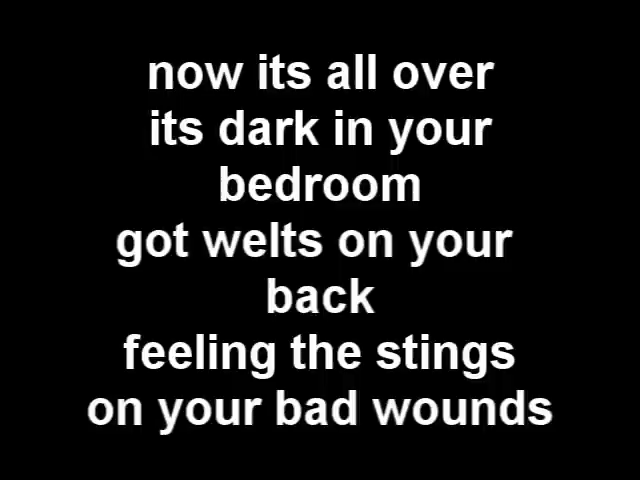 now its all over
its dark in your
bedroom
got welts on your
back
feeling the stings
on your bad wounds